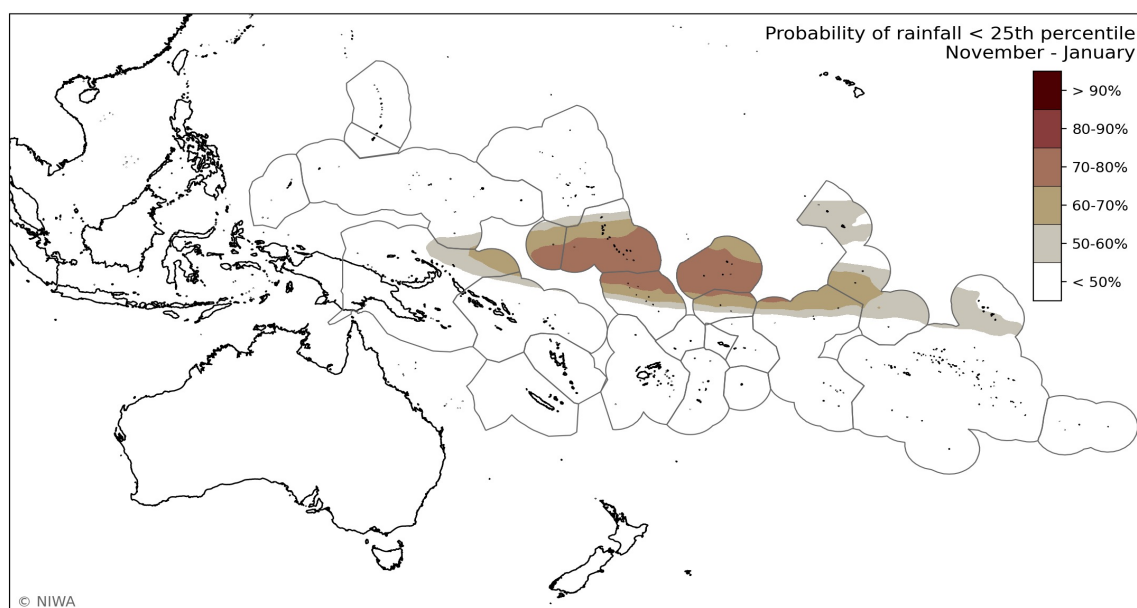 Probability of rainfall < 25th percentile
November - January
> 90%
80-90%
70-80%
60-70%
50-60%
< 50%
© NIWA